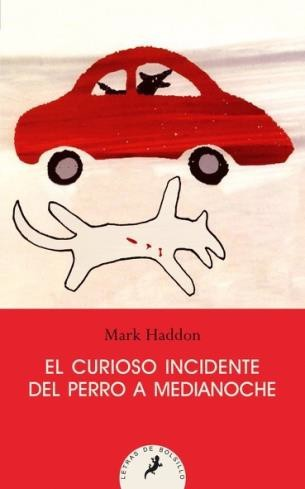 Mark Haddon
EL CURIOSO INCIDENTE
DEL PERRO A MEDIANOCHE
LETRAS DE BOLSILLO